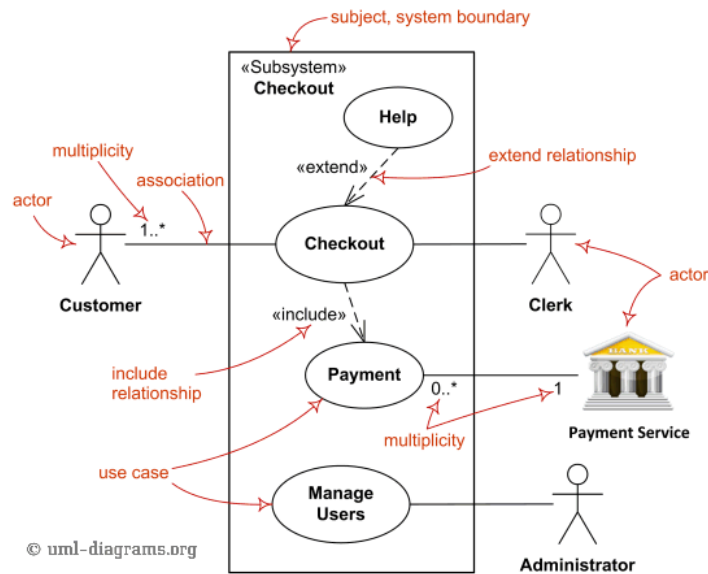 subject, system boundary
«Subsystem»
Checkout
Help
multiplicity
«extend»
extend relationship
association
actor
1..*
Checkout
Customer
Clerk
actor
«include»
BANK
include
relationship
Payment
0..*
1
multiplicity
Payment Service
use case
Manage
Users
© uml-diagrams.org
Administrator